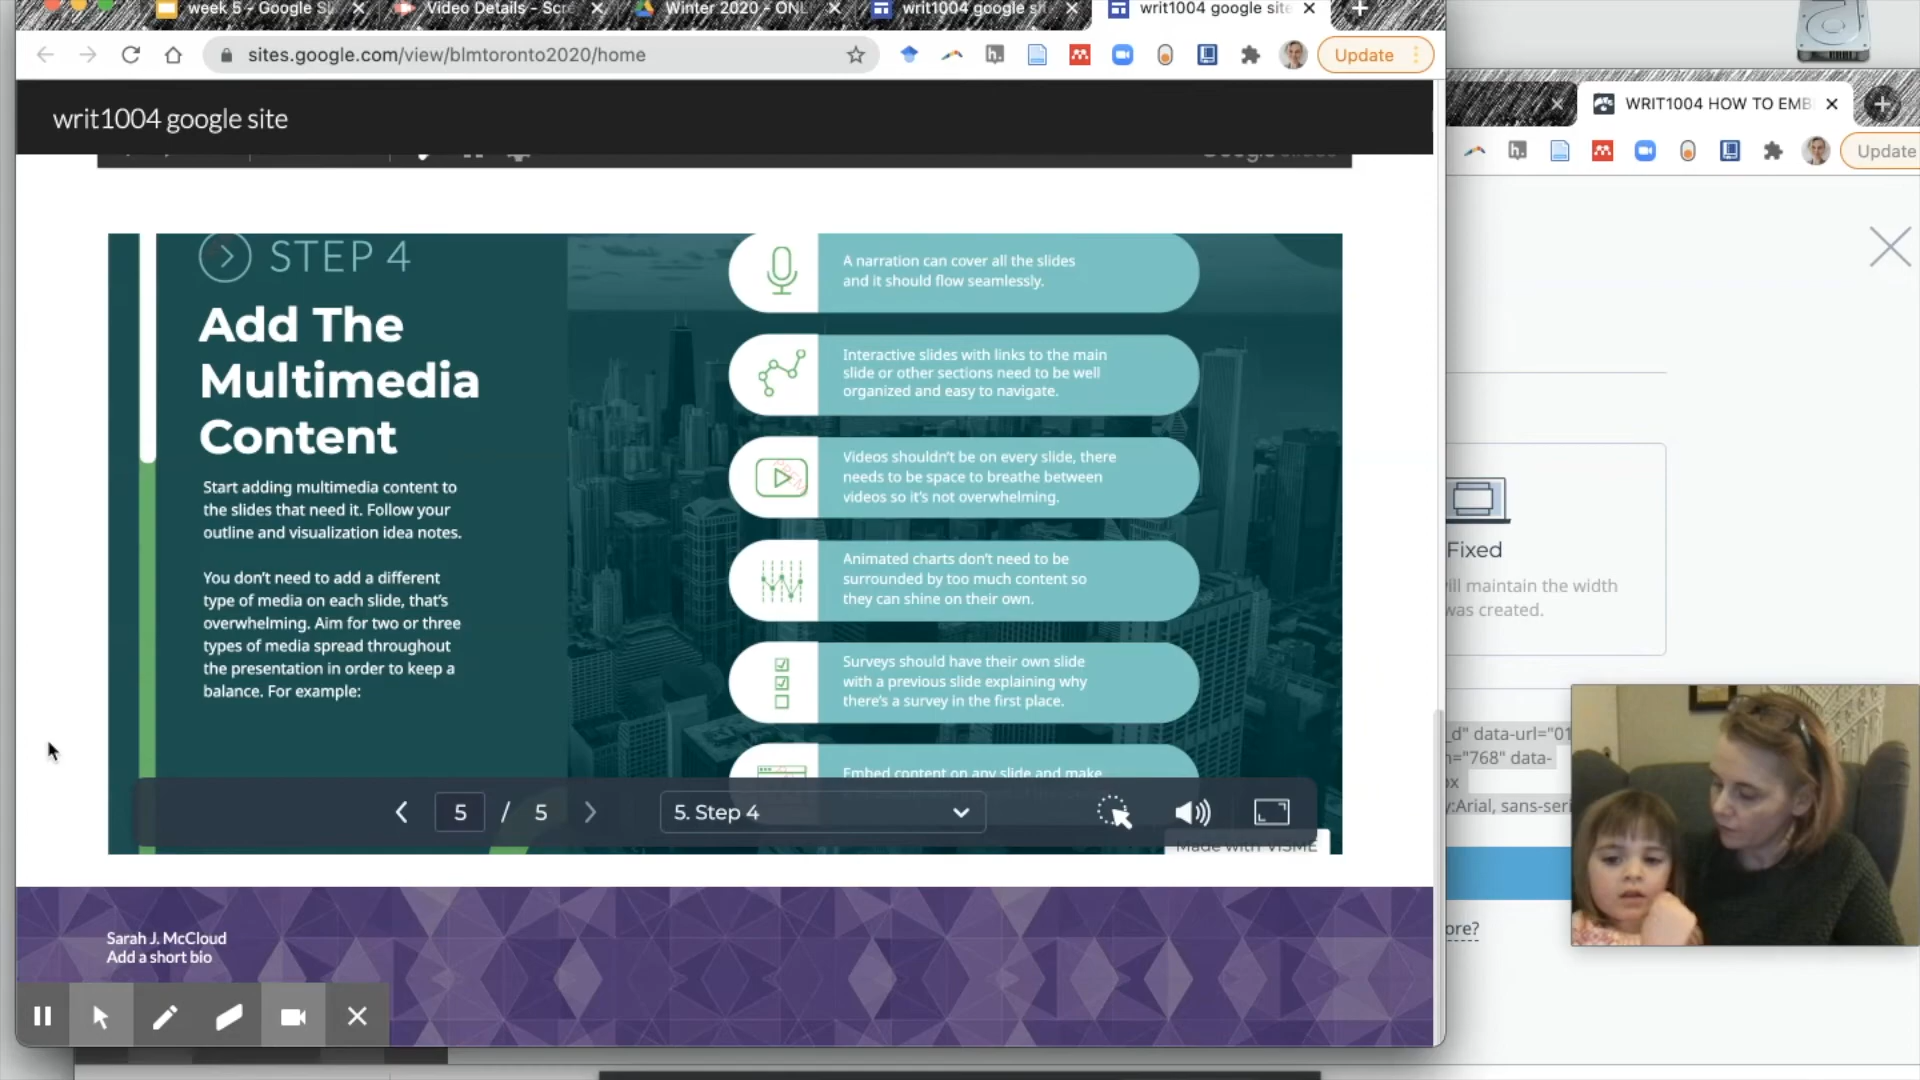 week 5 - Google Sl
Video Details - Scre
Winter 2020 - ONL
writ1004 google sit
writ1004 google site
sites.google.com/view/blmtoronto2020/home
Update
WRIT1004 HOW TO EMB
Update
writ1004 google site
STEP 4
Add The
Multimedia
Content
Start adding multimedia content to
the slides that need it. Follow your
outline and visualization idea notes.
You don't need to add a different
type of media on each slide, that's
overwhelming. Aim for two or three
types of media spread throughout
the presentation in order to keep a
balance. For example:
A narration can cover all the slides
and it should flow seamlessly.
Interactive slides with links to the main
slide or other sections need to be well
organized and easy to navigate.
Videos shouldn't be on every slide, there
needs to be space to breathe between
videos so it's not overwhelming.
Animated charts don't need to be
surrounded by too much content so
they can shine on their own.
Surveys should have their own slide
with a previous slide explaining why
there's a survey in the first place.
Embed content on any slide and make
5 / 5
5. Step 4
Made with VISME
Fixed
ill maintain the width
was created.
_d" data-url="01
="768" data-
y:Arial, sans-seri
ore?
Sarah J. McCloud
Add a short bio